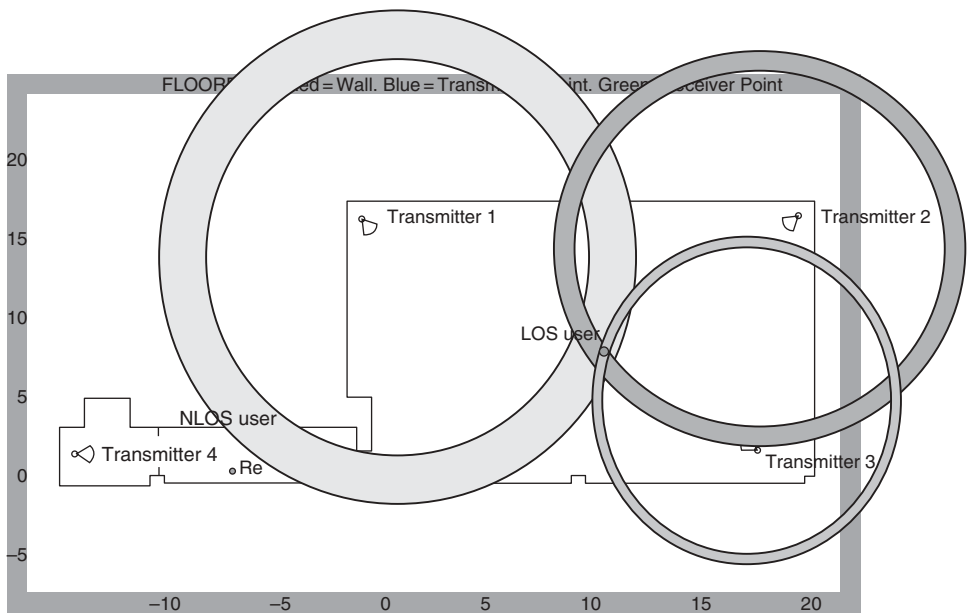 FLOORP ed = Wall. Blue = Transm int. Green eceiver Point
20
Transmitter 1
Transmitter 2
15
10
LOS user
5
NLOS user
Transmitter 4
Re
Transmitter 3
0
–5
–10 –5 0 5 10 15 20